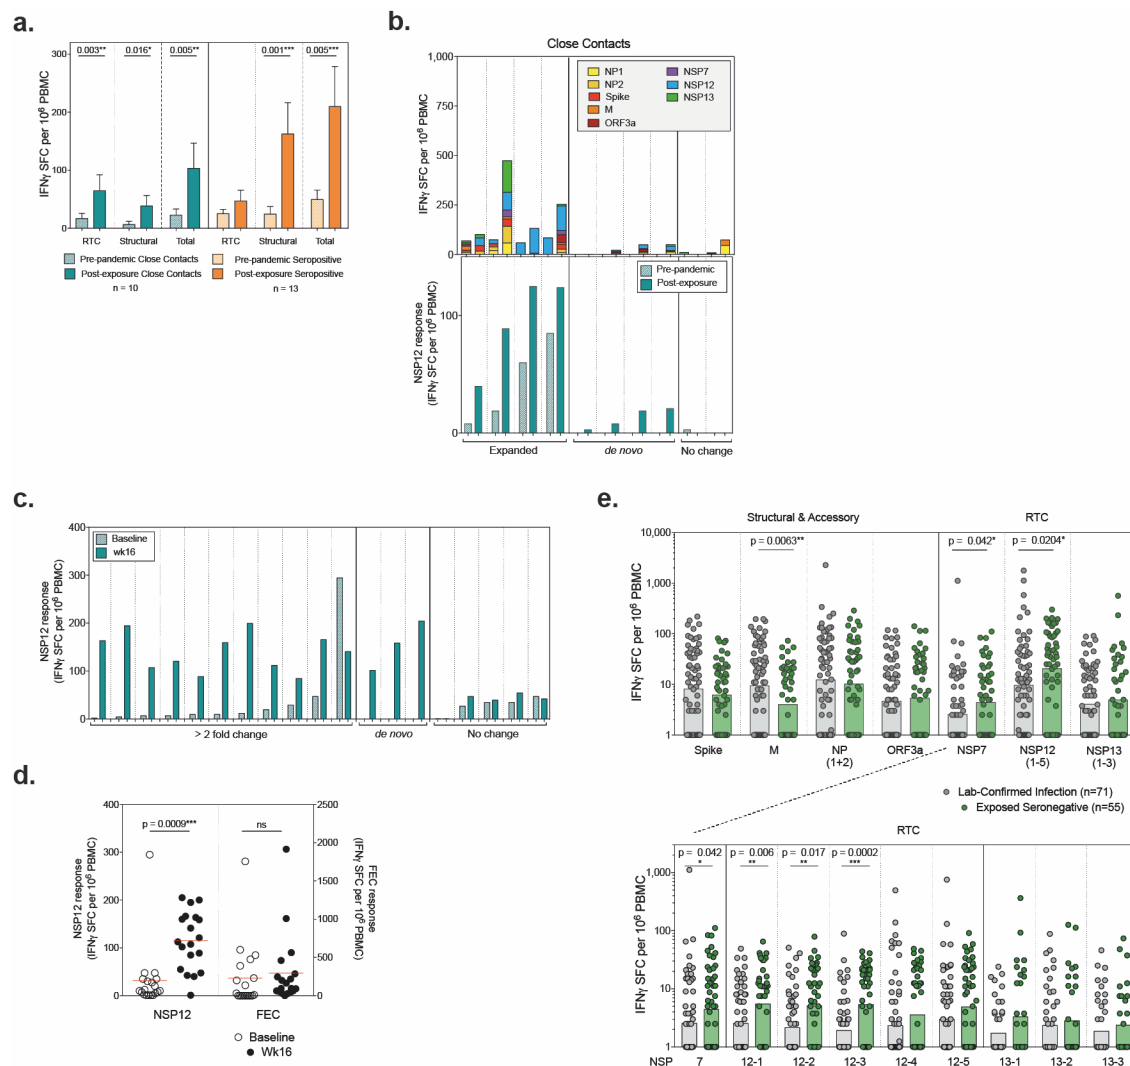 a.
0.003**
0.016*
0.005**
0.001***
0.005***
300
200
100
0
IFNγ SFC per 10⁶ PBMC
RTC
Structural
Total
RTC
Structural
Total
Pre-pandemic Close Contacts
Pre-pandemic Seropositive
Post-exposure Close Contacts
Post-exposure Seropositive
n = 10
n = 13
b.
Close Contacts
1,000
750
500
250
0
IFNγ SFC per 10⁶ PBMC
NP1
NP2
Spike
M
ORF3a
NSP7
NSP12
NSP13
Pre-pandemic
Post-exposure
100
0
NSP12 response
(IFNγ SFC per 10⁶ PBMC)
Expanded
de novo
No change
c.
400
300
200
100
0
NSP12 response
(IFNγ SFC per 10⁶ PBMC)
Baseline
wk16
> 2 fold change
de novo
No change
d.
400
300
200
100
0
NSP12 response
(IFNγ SFC per 10⁶ PBMC)
p = 0.0009***
ns
2500
2000
1500
1000
500
0
FEC response
(IFNγ SFC per 10⁶ PBMC)
NSP12
FEC
Baseline
Wk16
e.
Structural & Accessory
RTC
10,000
1,000
100
10
1
IFNγ SFC per 10⁶ PBMC
p = 0.0063**
p = 0.042*
p = 0.0204*
Spike
M
NP
(1+2)
ORF3a
NSP7
NSP12
(1-5)
NSP13
(1-3)
Lab-Confirmed Infection (n=71)
Exposed Seronegative (n=55)
RTC
p = 0.042
*
p = 0.006
**
p = 0.017
**
p = 0.0002
***
1,000
100
10
1
IFNγ SFC per 10⁶ PBMC
NSP
7
12-1
12-2
12-3
12-4
12-5
13-1
13-2
13-3